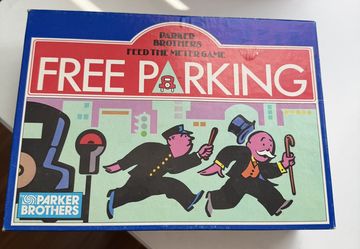 PARKER
BROTHERS
FEED THE METER GAME
FREE PARKING
PARKER
BROTHERS